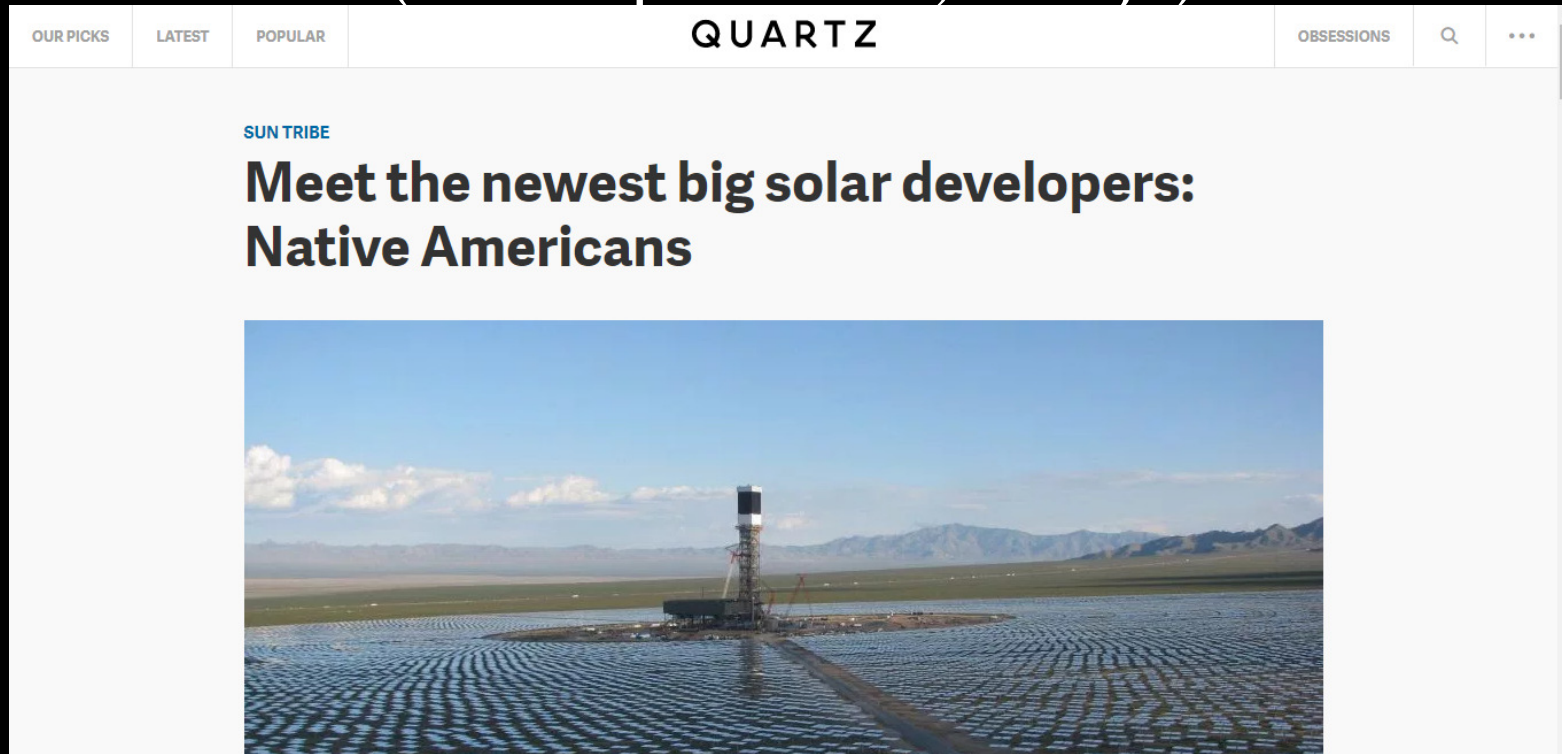 OUR PICKS LATEST POPULAR QUARTZ OBSESSIONS
SUN TRIBE
Meet the newest big solar developers:
Native Americans